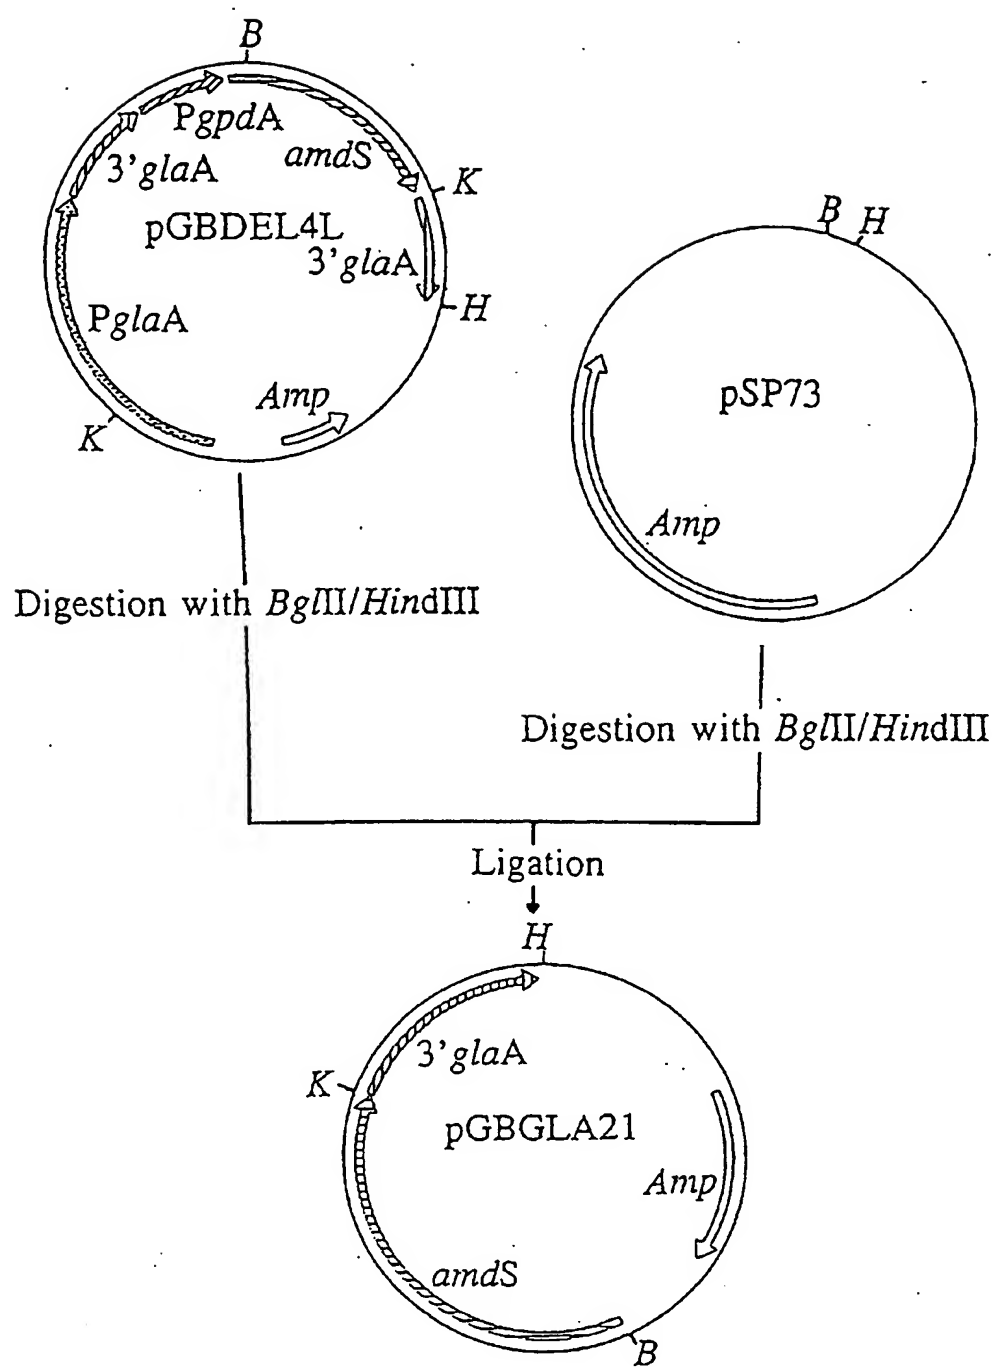 B
PgpdA
amdS
3'glaA
K
pGBDEL4L
3'glaA
H
PglaA
Amp
K
B H
pSP73
Amp
Digestion with BglII/HindIII
Digestion with BglII/HindIII
Ligation
H
3'glaA
K
pGBGLA21
Amp
amdS
B